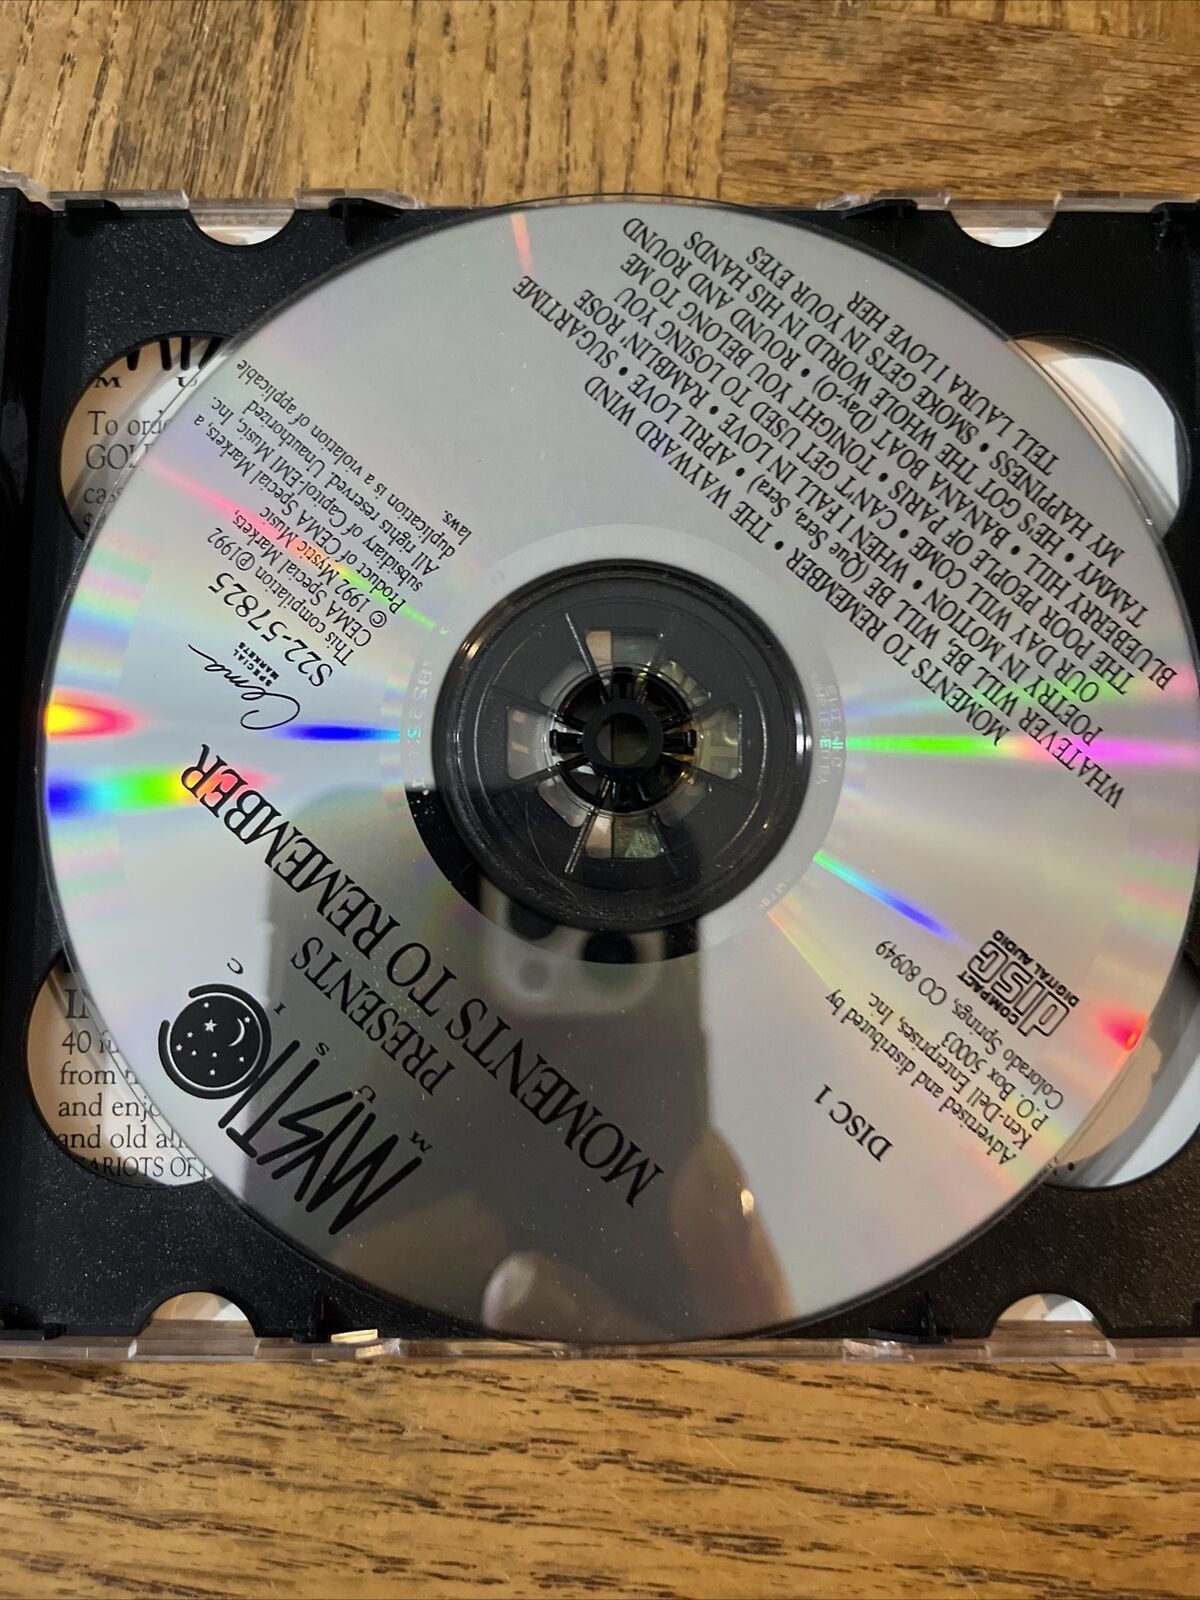 MYSTIC
MUSIC
PRESENTS
MOMENTS TO REMEMBER
Cema
SPECIAL
MARKETS
S22-57825
This compilation ℗1992
CEMA Special Markets,
© 1992 Mystic Music
Product of CEMA Special Markets, a
subsidiary of Capitol-EMI Music, Inc.
All rights reserved. Unauthorized
duplication is a violation of applicable
laws.
DISC 1
Advertised and distributed by
Ken-Dell Enterprises, Inc.
P.O. Box 50003
Colorado Springs, CO 80949
COMPACT
disc
DIGITAL AUDIO
MOMENTS TO REMEMBER • THE WAYWARD WIND
WHATEVER WILL BE, WILL BE (Que Sera, Sera) • APRIL LOVE • SUGARTIME
POETRY IN MOTION • WHEN I FALL IN LOVE • RAMBLIN' ROSE
OUR DAY WILL COME • CAN'T GET USED TO LOSING YOU
THE POOR PEOPLE OF PARIS • TONIGHT YOU BELONG TO ME
BLUEBERRY HILL • BANANA BOAT (Day-O) • ROUND AND ROUND
TAMMY • HE'S GOT THE WHOLE WORLD IN HIS HANDS
MY HAPPINESS • SMOKE GETS IN YOUR EYES
TELL LAURA I LOVE HER
M U
To
40
from
and
and old